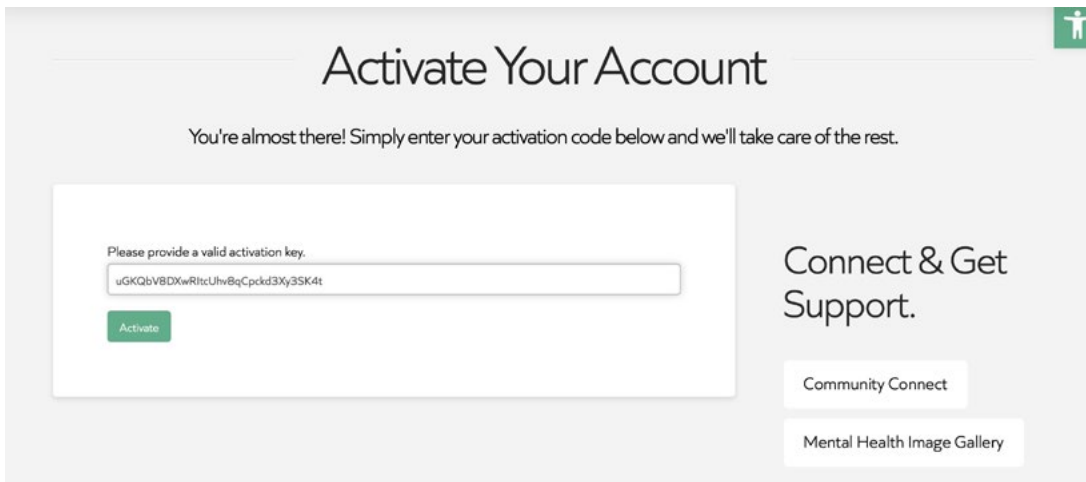 Activate Your Account
You're almost there! Simply enter your activation code below and we'll take care of the rest.
Please provide a valid activation key.
uGKQbV8DXwRItcUhvBqCpckd3Xy3SK4t
Activate
Connect & Get
Support.
Community Connect
Mental Health Image Gallery